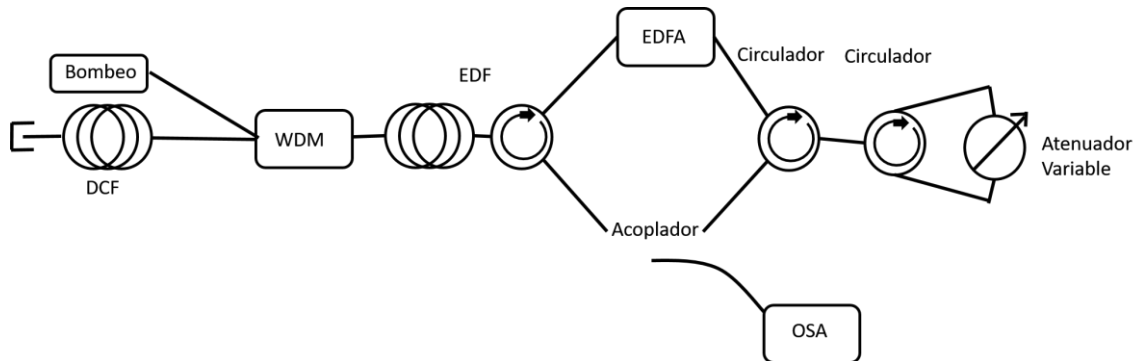 EDFA
Circulador
Circulador
Bombeo
EDF
WDM
Atenuador
Variable
DCF
Acoplador
OSA